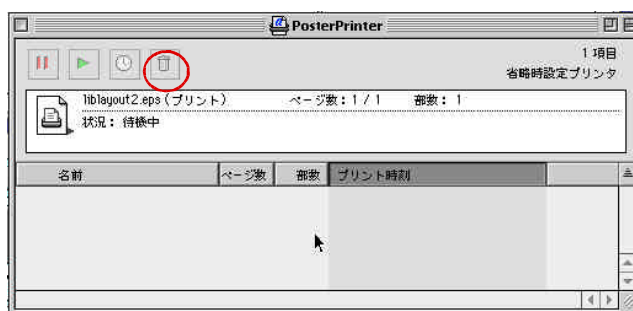 PosterPrinter
1 項目
省略時設定プリンタ
liblayout2.eps (プリント) ページ数: 1 / 1 部数: 1
状況: 待機中
名前 ページ数 部数 プリント時刻